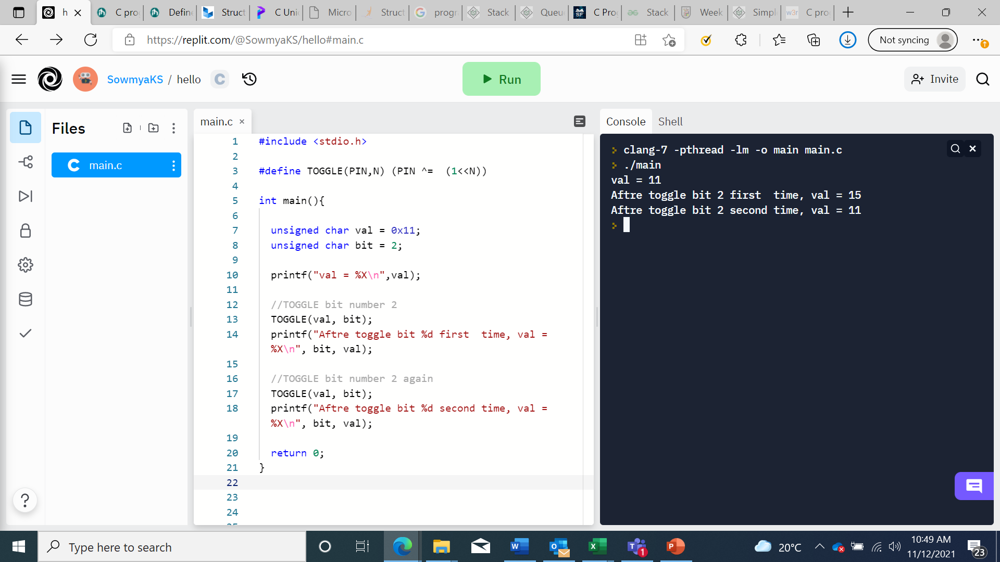 h
C pro
Define
Struct
C Uni
Micro
Struct
progr
Stack
Queu
C Pro
Stack
Week
Simpl
w3r C pro
https://replit.com/@SowmyaKS/hello#main.c
Not syncing
SowmyaKS / hello C
Run
Invite
Files
main.c
main.c ×
Console Shell
1 #include <stdio.h>
2
3 #define TOGGLE(PIN,N) (PIN ^=  (1<<N))
4
5 int main(){
6
7 unsigned char val = 0x11;
8 unsigned char bit = 2;
9
10 printf("val = %X\n",val);
11
12 //TOGGLE bit number 2
13 TOGGLE(val, bit);
14 printf("Aftre toggle bit %d first  time, val =
%X\n", bit, val);
15
16 //TOGGLE bit number 2 again
17 TOGGLE(val, bit);
18 printf("Aftre toggle bit %d second time, val =
%X\n", bit, val);
19
20 return 0;
21 }
22
23
24
> clang-7 -pthread -lm -o main main.c
> ./main
val = 11
Aftre toggle bit 2 first  time, val = 15
Aftre toggle bit 2 second time, val = 11
>
?
Type here to search
20°C
10:49 AM
11/12/2021
23